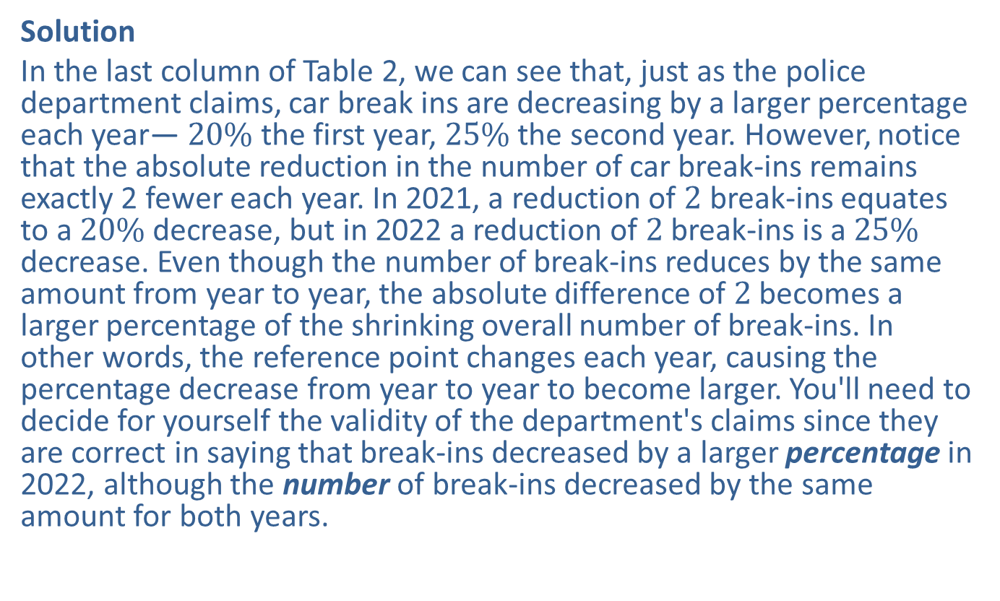 Solution
In the last column of Table 2, we can see that, just as the police
department claims, car break ins are decreasing by a larger percentage
each year— 20% the first year, 25% the second year. However, notice
that the absolute reduction in the number of car break-ins remains
exactly 2 fewer each year. In 2021, a reduction of 2 break-ins equates
to a 20% decrease, but in 2022 a reduction of 2 break-ins is a 25%
decrease. Even though the number of break-ins reduces by the same
amount from year to year, the absolute difference of 2 becomes a
larger percentage of the shrinking overall number of break-ins. In
other words, the reference point changes each year, causing the
percentage decrease from year to year to become larger. You'll need to
decide for yourself the validity of the department's claims since they
are correct in saying that break-ins decreased by a larger percentage in
2022, although the number of break-ins decreased by the same
amount for both years.